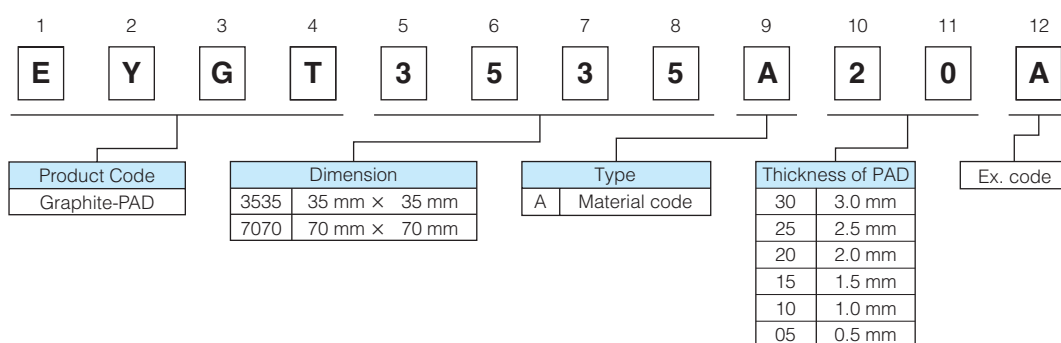 1 2 3 4 5 6 7 8 9 10 11 12
E Y G T 3 5 3 5 A 2 0 A
Product Code
Graphite-PAD
Dimension
3535 35 mm × 35 mm
7070 70 mm × 70 mm
Type
A Material code
Thickness of PAD
30 3.0 mm
25 2.5 mm
20 2.0 mm
15 1.5 mm
10 1.0 mm
05 0.5 mm
Ex. code